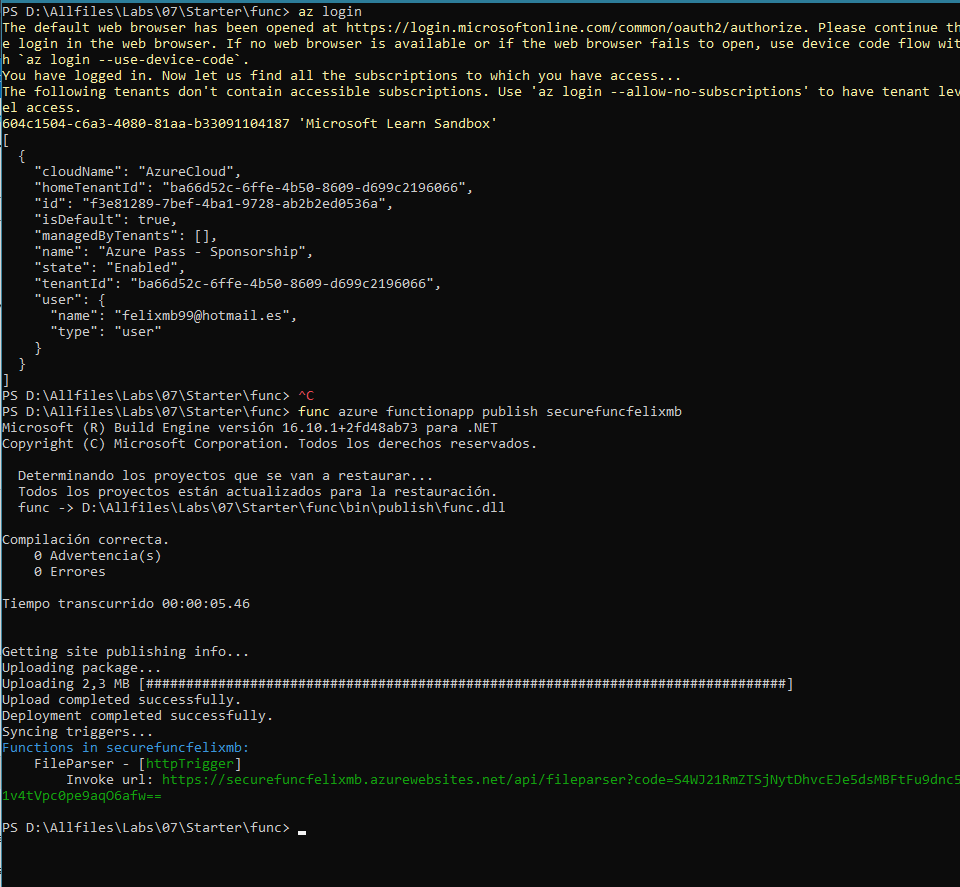 PS D:\Allfiles\Labs\07\Starter\func> az login
The default web browser has been opened at https://login.microsoftonline.com/common/oauth2/authorize. Please continue th
e login in the web browser. If no web browser is available or if the web browser fails to open, use device code flow wit
h `az login --use-device-code`.
You have logged in. Now let us find all the subscriptions to which you have access...
The following tenants don't contain accessible subscriptions. Use 'az login --allow-no-subscriptions' to have tenant lev
el access.
604c1504-c6a3-4080-81aa-b33091104187 'Microsoft Learn Sandbox'
[
  {
    "cloudName": "AzureCloud",
    "homeTenantId": "ba66d52c-6ffe-4b50-8609-d699c2196066",
    "id": "f3e81289-7bef-4ba1-9728-ab2b2ed0536a",
    "isDefault": true,
    "managedByTenants": [],
    "name": "Azure Pass - Sponsorship",
    "state": "Enabled",
    "tenantId": "ba66d52c-6ffe-4b50-8609-d699c2196066",
    "user": {
      "name": "felixmb99@hotmail.es",
      "type": "user"
    }
  }
]
PS D:\Allfiles\Labs\07\Starter\func> ^C
PS D:\Allfiles\Labs\07\Starter\func> func azure functionapp publish securefuncfelixmb
Microsoft (R) Build Engine versión 16.10.1+2fd48ab73 para .NET
Copyright (C) Microsoft Corporation. Todos los derechos reservados.
  Determinando los proyectos que se van a restaurar...
  Todos los proyectos están actualizados para la restauración.
  func -> D:\Allfiles\Labs\07\Starter\func\bin\publish\func.dll
Compilación correcta.
    0 Advertencia(s)
    0 Errores
Tiempo transcurrido 00:00:05.46
Getting site publishing info...
Uploading package...
Uploading 2,3 MB [################################################################################]
Upload completed successfully.
Deployment completed successfully.
Syncing triggers...
Functions in securefuncfelixmb:
    FileParser - [httpTrigger]
        Invoke url: https://securefuncfelixmb.azurewebsites.net/api/fileparser?code=S4WJ21RmZTSjNytDhvcEJe5dsMBFtFu9dnc5
1v4tVpc0pe9aqO6afw==
PS D:\Allfiles\Labs\07\Starter\func>